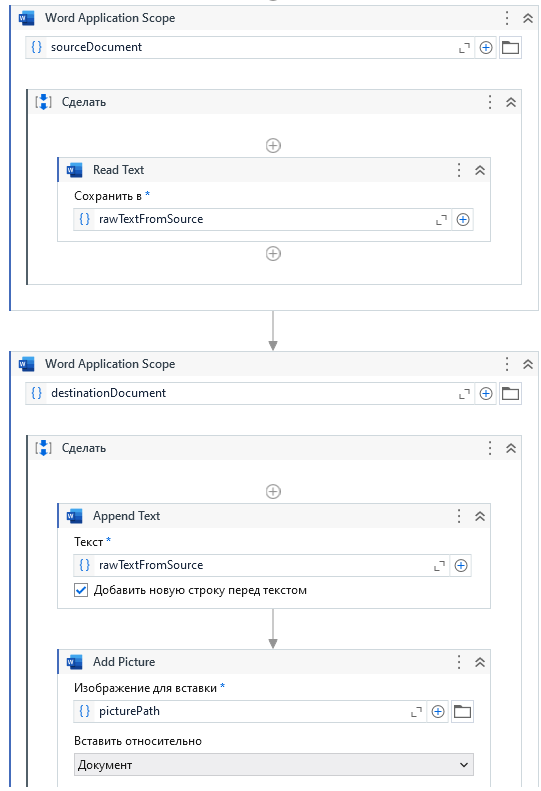 Word Application Scope
sourceDocument
Сделать
Read Text
Сохранить в *
rawTextFromSource
Word Application Scope
destinationDocument
Сделать
Append Text
Текст *
rawTextFromSource
Добавить новую строку перед текстом
Add Picture
Изображение для вставки *
picturePath
Вставить относительно
Документ